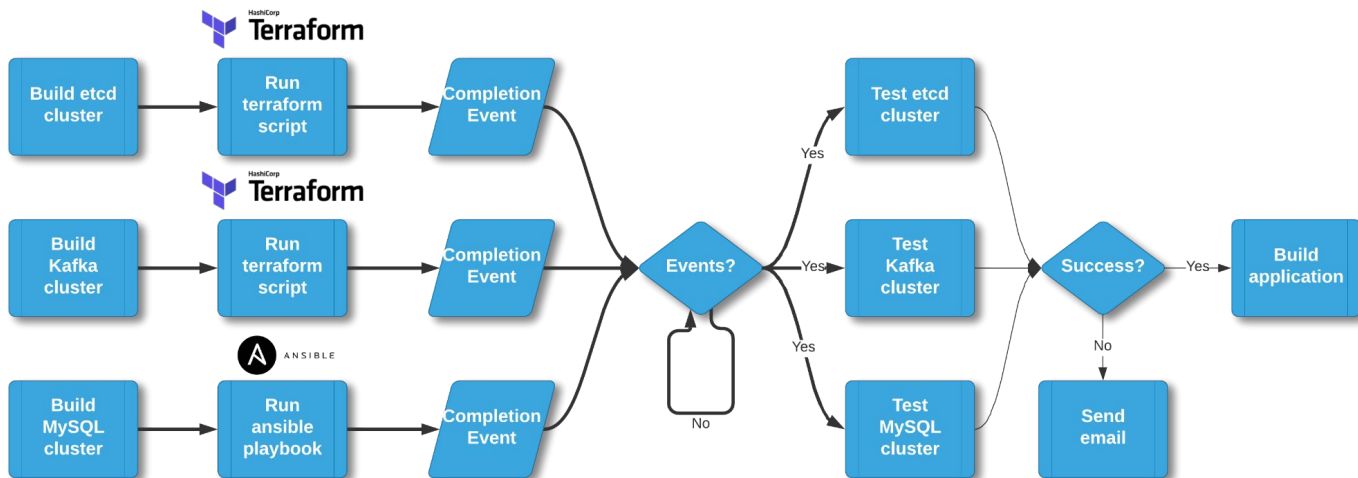 HashiCorp
Terraform
Build etcd
cluster
Run
terraform
script
Completion
Event
Test etcd
cluster
Yes
HashiCorp
Terraform
Build
Kafka
cluster
Run
terraform
script
Completion
Event
Events?
Yes
Test
Kafka
cluster
Success?
Yes
Build
application
No
ANSIBLE
Build
MySQL
cluster
Run
ansible
playbook
Completion
Event
No
Yes
Test
MySQL
cluster
Send
email